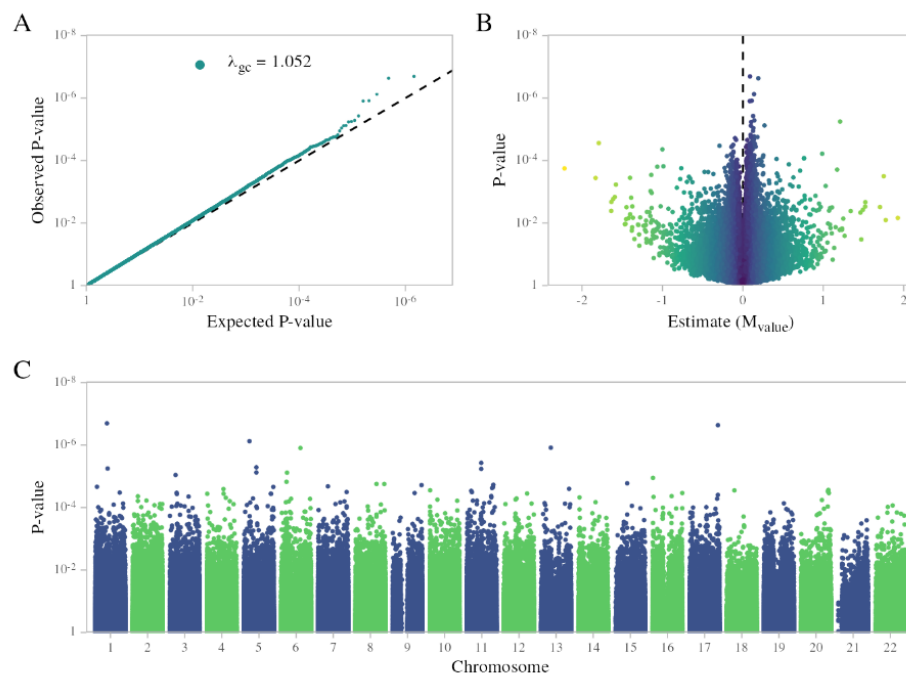 A
10⁻⁸
10⁻⁶
10⁻⁴
10⁻²
1
Observed P-value
λgc = 1.052
1
10⁻²
10⁻⁴
10⁻⁶
Expected P-value
B
10⁻⁸
10⁻⁶
10⁻⁴
10⁻²
1
P-value
-2 -1 0 1 2
Estimate (Mvalue)
C
10⁻⁸
10⁻⁶
10⁻⁴
10⁻²
1
P-value
1 2 3 4 5 6 7 8 9 10 11 12 13 14 15 16 17 18 19 20 21 22
Chromosome